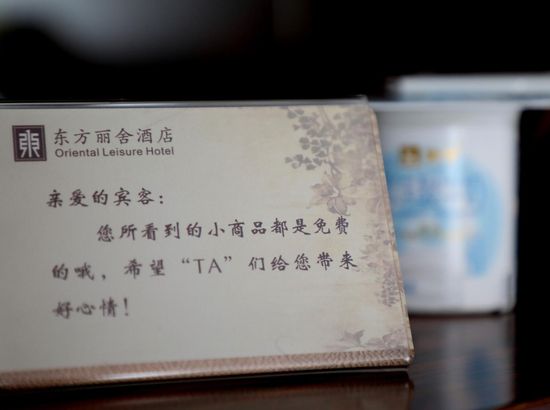 东方丽舍酒店
Oriental Leisure Hotel
亲爱的宾客：
您所看到的小商品都是免费
的哦，希望“TA”们给您带来
好心情！